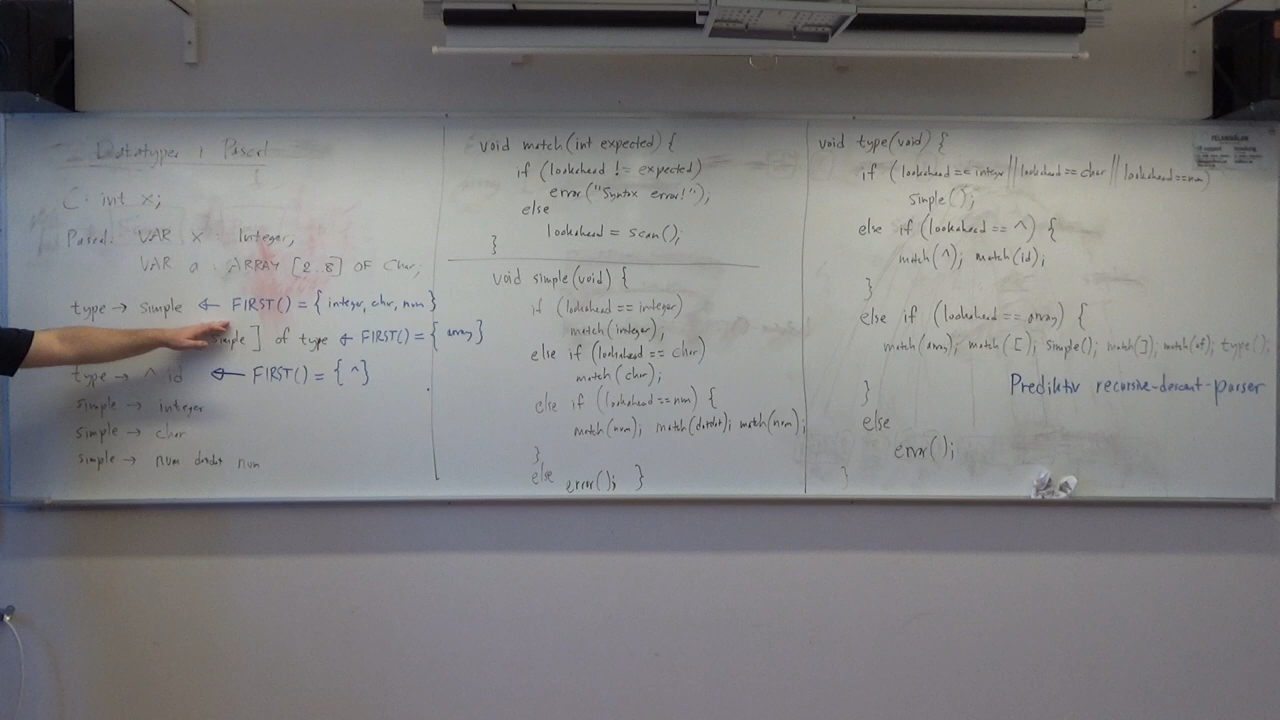 Datatyper i Pascal
C: int x;
Pascal: VAR x : Integer;
VAR a : ARRAY [2..8] OF Char;
type → simple ← FIRST() = { integer, char, num }
simple ] of type ← FIRST() = { array }
type → ^ id ← FIRST() = { ^ }
simple → integer
simple → char
simple → num dotdot num
void match(int expected) {
if (lookahead != expected)
error("Syntax error!");
else
lookahead = scan();
}
void simple(void) {
if (lookahead == integer)
match(integer);
else if (lookahead == char)
match(char);
else if (lookahead == num) {
match(num); match(dotdot); match(num);
}
else error(); }
void type(void) {
if (lookahead == integer || lookahead == char || lookahead == num)
simple();
else if (lookahead == ^) {
match(^); match(id);
}
else if (lookahead == array) {
match(array); match([); simple(); match(]); match(of); type();
}
Prediktiv recursive-descent-parser
else
error();
}
FELANMÄLAN